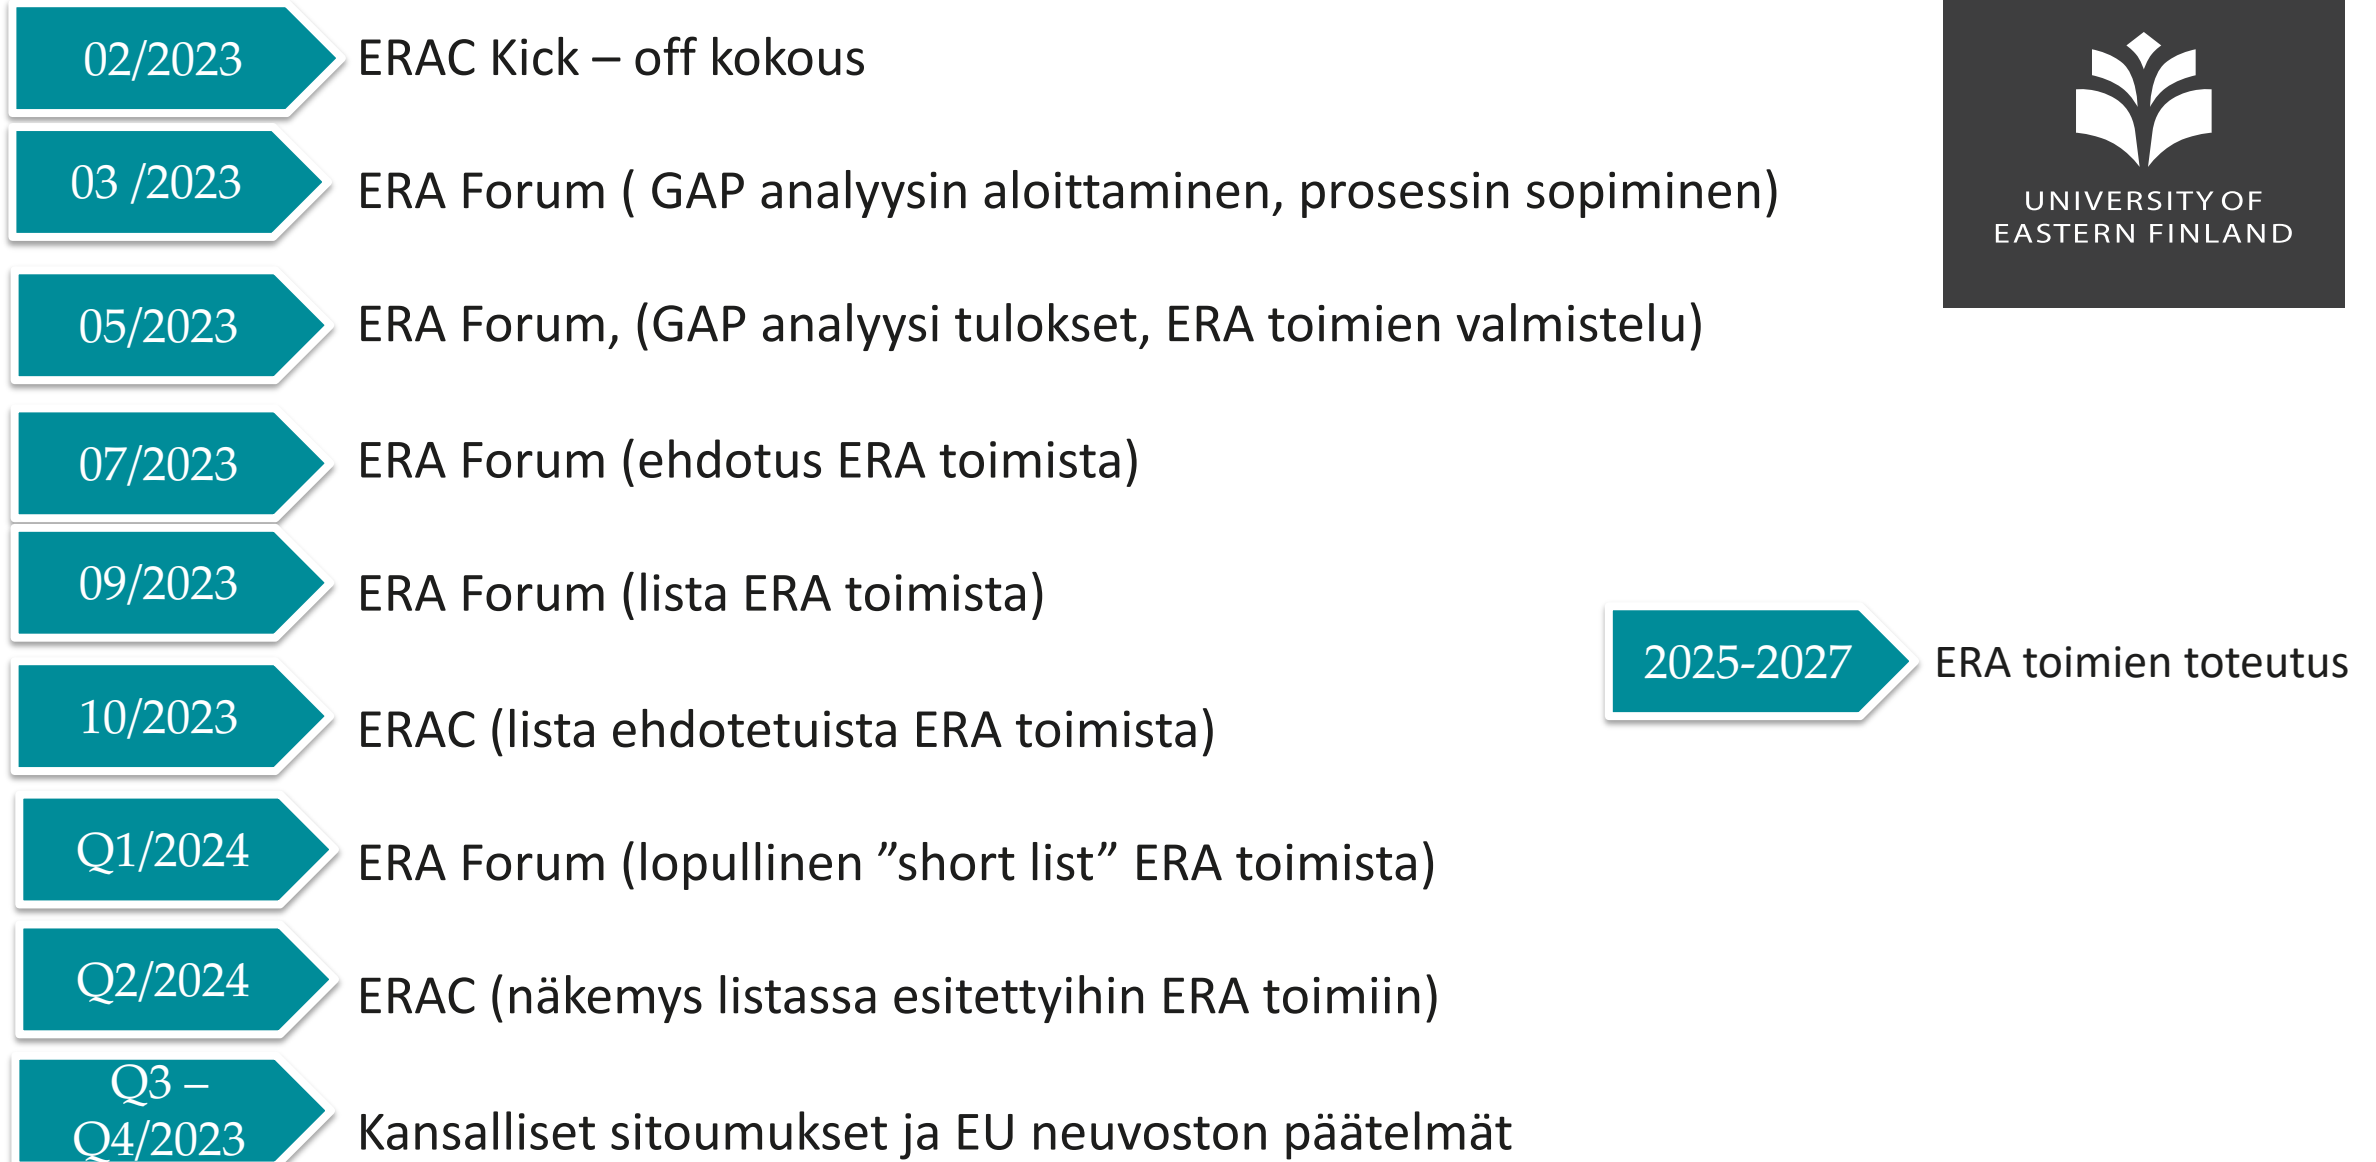 02/2023
ERAC Kick – off kokous
03 /2023
ERA Forum ( GAP analyysin aloittaminen, prosessin sopiminen)
05/2023
ERA Forum, (GAP analyysi tulokset, ERA toimien valmistelu)
07/2023
ERA Forum (ehdotus ERA toimista)
09/2023
ERA Forum (lista ERA toimista)
10/2023
ERAC (lista ehdotetuista ERA toimista)
Q1/2024
ERA Forum (lopullinen ”short list” ERA toimista)
Q2/2024
ERAC (näkemys listassa esitettyihin ERA toimiin)
Q3 –
Q4/2023
Kansalliset sitoumukset ja EU neuvoston päätelmät
UNIVERSITY OF
EASTERN FINLAND
2025-2027
ERA toimien toteutus